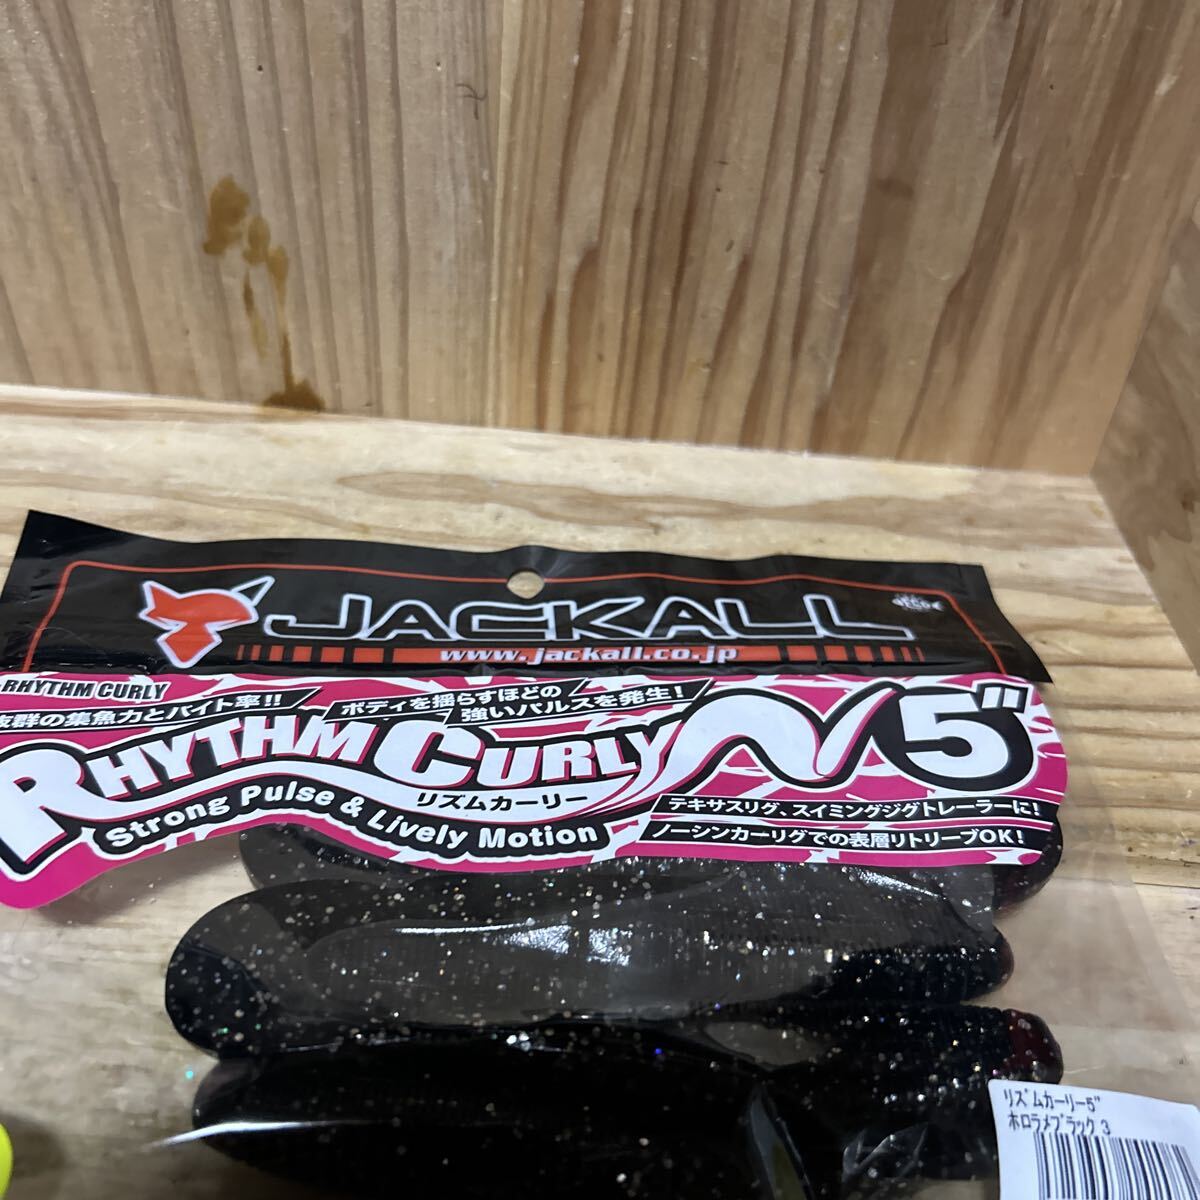 JACKALL
www.jackall.co.jp
RHYTHM CURLY
抜群の集魚力とバイト率!!
ボディを揺らすほどの
強いパルスを発生!
RHYTHM CURLY 5"
リズムカーリー
Strong Pulse & Lively Motion
テキサスリグ、スイミングジグトレーラーに!
ノーシンカーリグでの表層リトリーブOK!
リズムカーリー5"
ホロラメブラック 3